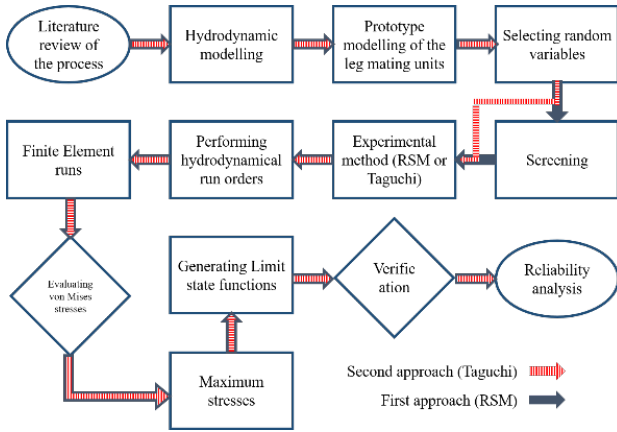 Literature
review of
the process
Hydrodynamic
modelling
Prototype
modelling of the
leg mating units
Selecting random
variables
Screening
Experimental
method (RSM or
Taguchi)
Performing
hydrodynamical
run orders
Finite Element
runs
Evaluating
von Mises
stresses
Maximum
stresses
Generating Limit
state functions
Verific
ation
Reliability
analysis
Second approach (Taguchi)
First approach (RSM)